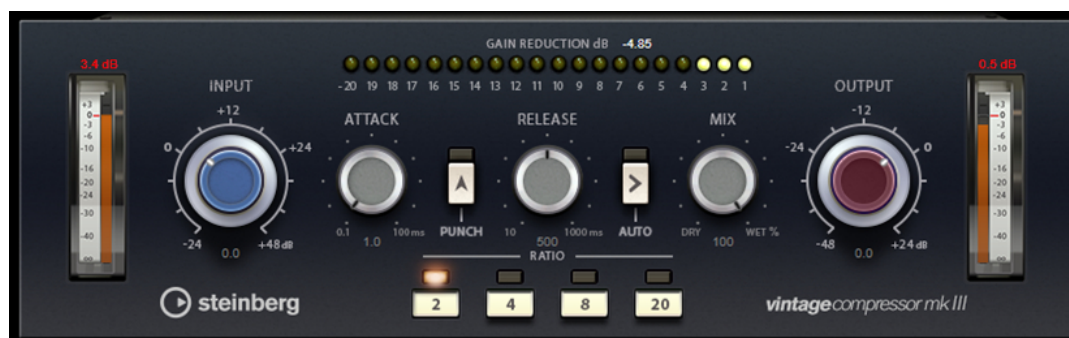 GAIN REDUCTION dB -4.85
3.4 dB
0.5 dB
-20 19 18 17 16 15 14 13 12 11 10 9 8 7 6 5 4 3 2 1
INPUT
OUTPUT
+12
-12
ATTACK
RELEASE
MIX
+3
0
-3
-6
-10
-16
-20
-24
-30
-40
∞
0
+24
-24
+48 dB
0.0
0.1
100 ms
1.0
PUNCH
10
1000 ms
500
AUTO
DRY
WET %
100
-24
0
-48
+24 dB
0.0
+3
0
-3
-6
-10
-16
-20
-24
-30
-40
∞
RATIO
2
4
8
20
steinberg
vintagecompressor mk III